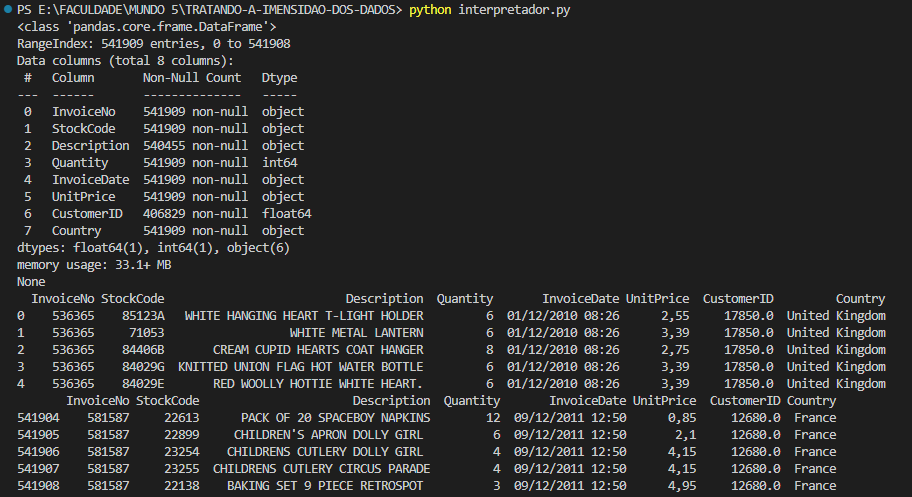 PS E:\FACULDADE\MUNDO 5\TRATANDO-A-IMENSIDAO-DOS-DADOS> python interpretador.py
<class 'pandas.core.frame.DataFrame'>
RangeIndex: 541909 entries, 0 to 541908
Data columns (total 8 columns):
 #   Column       Non-Null Count   Dtype
---  ------       --------------   -----
 0   InvoiceNo    541909 non-null  object
 1   StockCode    541909 non-null  object
 2   Description  540455 non-null  object
 3   Quantity     541909 non-null  int64
 4   InvoiceDate  541909 non-null  object
 5   UnitPrice    541909 non-null  object
 6   CustomerID   406829 non-null  float64
 7   Country      541909 non-null  object
dtypes: float64(1), int64(1), object(6)
memory usage: 33.1+ MB
None
  InvoiceNo StockCode                          Description  Quantity       InvoiceDate UnitPrice  CustomerID         Country
0    536365    85123A   WHITE HANGING HEART T-LIGHT HOLDER         6  01/12/2010 08:26      2,55     17850.0  United Kingdom
1    536365     71053                  WHITE METAL LANTERN         6  01/12/2010 08:26      3,39     17850.0  United Kingdom
2    536365    84406B       CREAM CUPID HEARTS COAT HANGER         8  01/12/2010 08:26      2,75     17850.0  United Kingdom
3    536365    84029G  KNITTED UNION FLAG HOT WATER BOTTLE         6  01/12/2010 08:26      3,39     17850.0  United Kingdom
4    536365    84029E       RED WOOLLY HOTTIE WHITE HEART.         6  01/12/2010 08:26      3,39     17850.0  United Kingdom
       InvoiceNo StockCode                      Description  Quantity       InvoiceDate UnitPrice  CustomerID Country
541904    581587     22613      PACK OF 20 SPACEBOY NAPKINS        12  09/12/2011 12:50      0,85     12680.0  France
541905    581587     22899     CHILDREN'S APRON DOLLY GIRL         6  09/12/2011 12:50       2,1     12680.0  France
541906    581587     23254    CHILDRENS CUTLERY DOLLY GIRL         4  09/12/2011 12:50      4,15     12680.0  France
541907    581587     23255  CHILDRENS CUTLERY CIRCUS PARADE         4  09/12/2011 12:50      4,15     12680.0  France
541908    581587     22138    BAKING SET 9 PIECE RETROSPOT         3  09/12/2011 12:50      4,95     12680.0  France